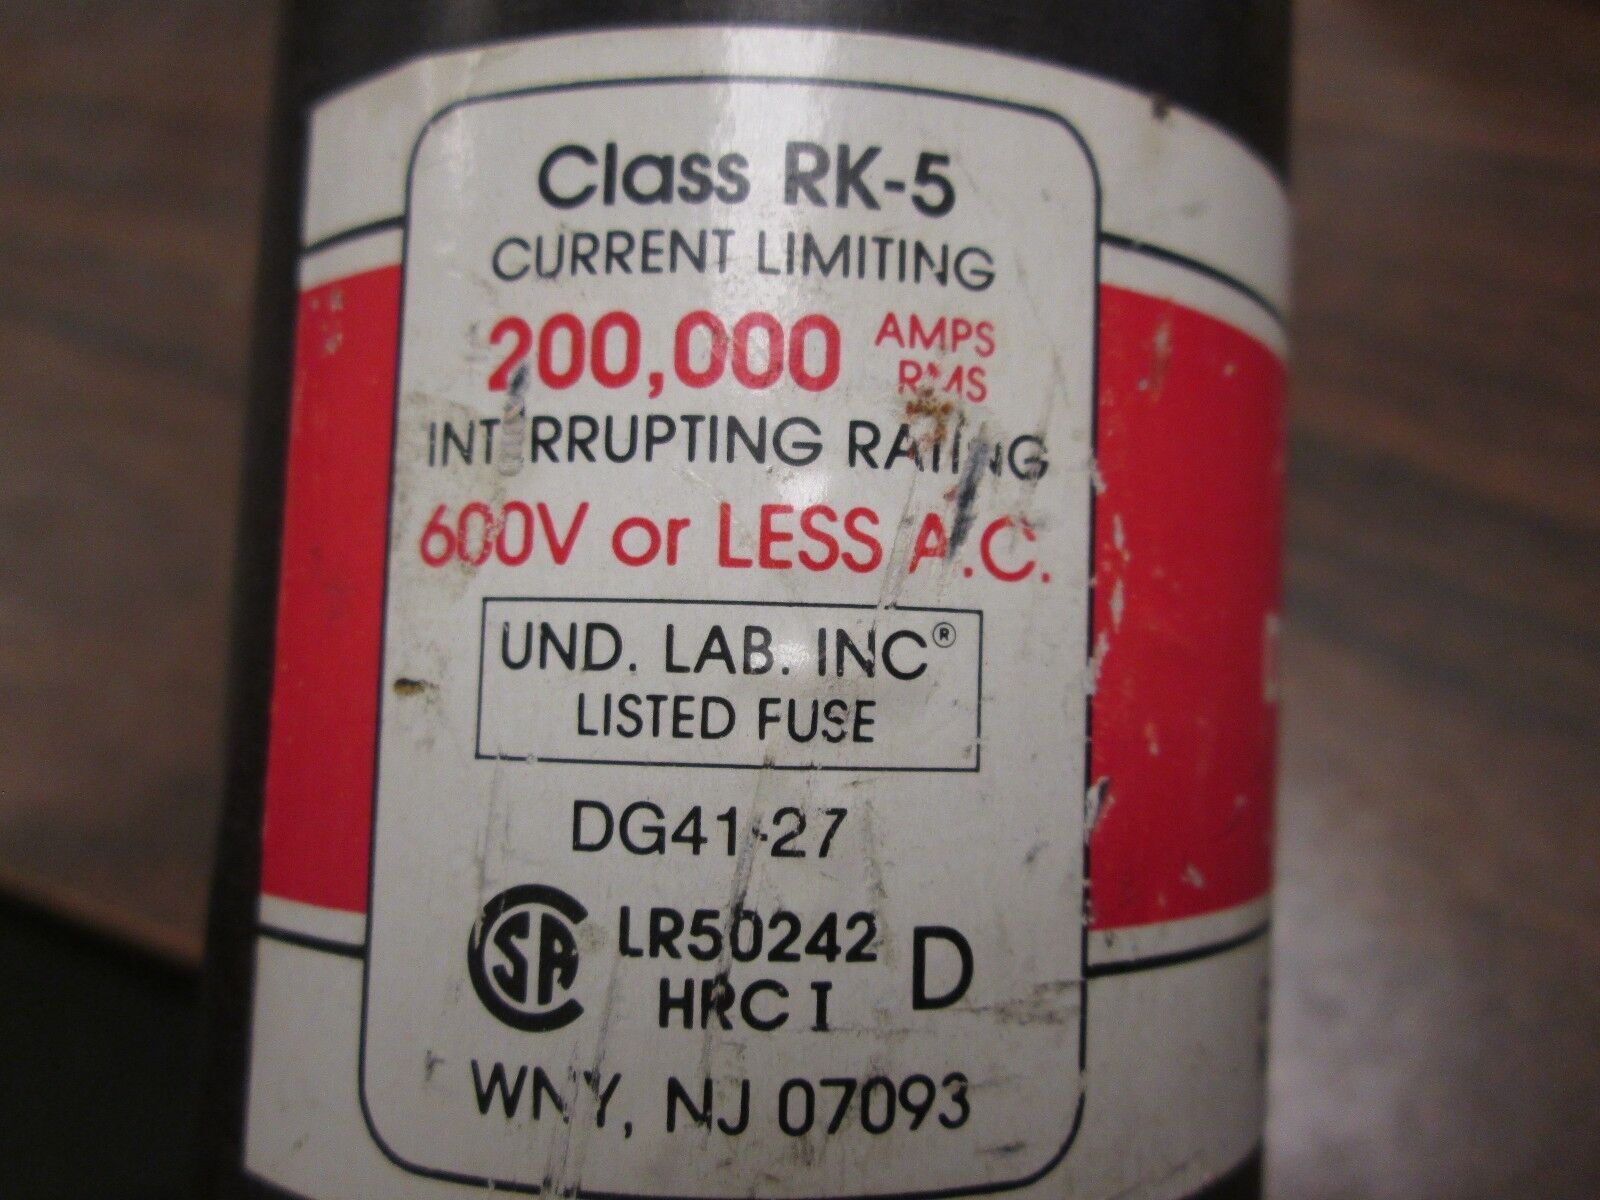 Class RK-5
CURRENT LIMITING
200,000 AMPS RMS
INTERRUPTING RATING
600V or LESS A.C.
UND. LAB. INC®
LISTED FUSE
DG41-27
SA LR50242 D
HRC I
WNY, NJ 07093